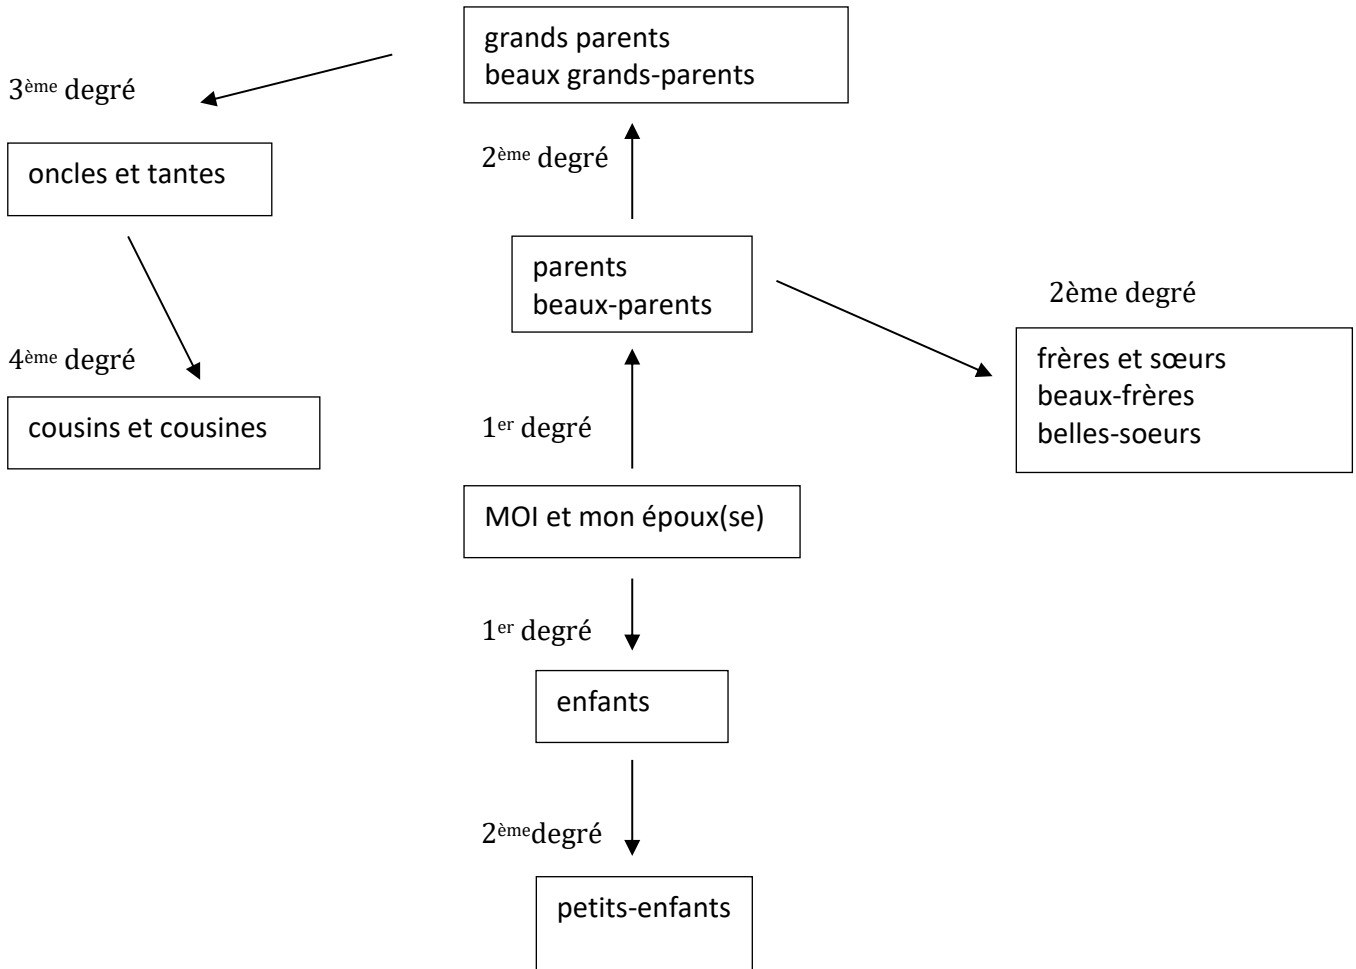 grands parents
beaux grands-parents
3ème degré
2ème degré
oncles et tantes
parents
beaux-parents
2ème degré
4ème degré
frères et sœurs
beaux-frères
belles-soeurs
cousins et cousines
1er degré
MOI et mon époux(se)
1er degré
enfants
2èmedegré
petits-enfants